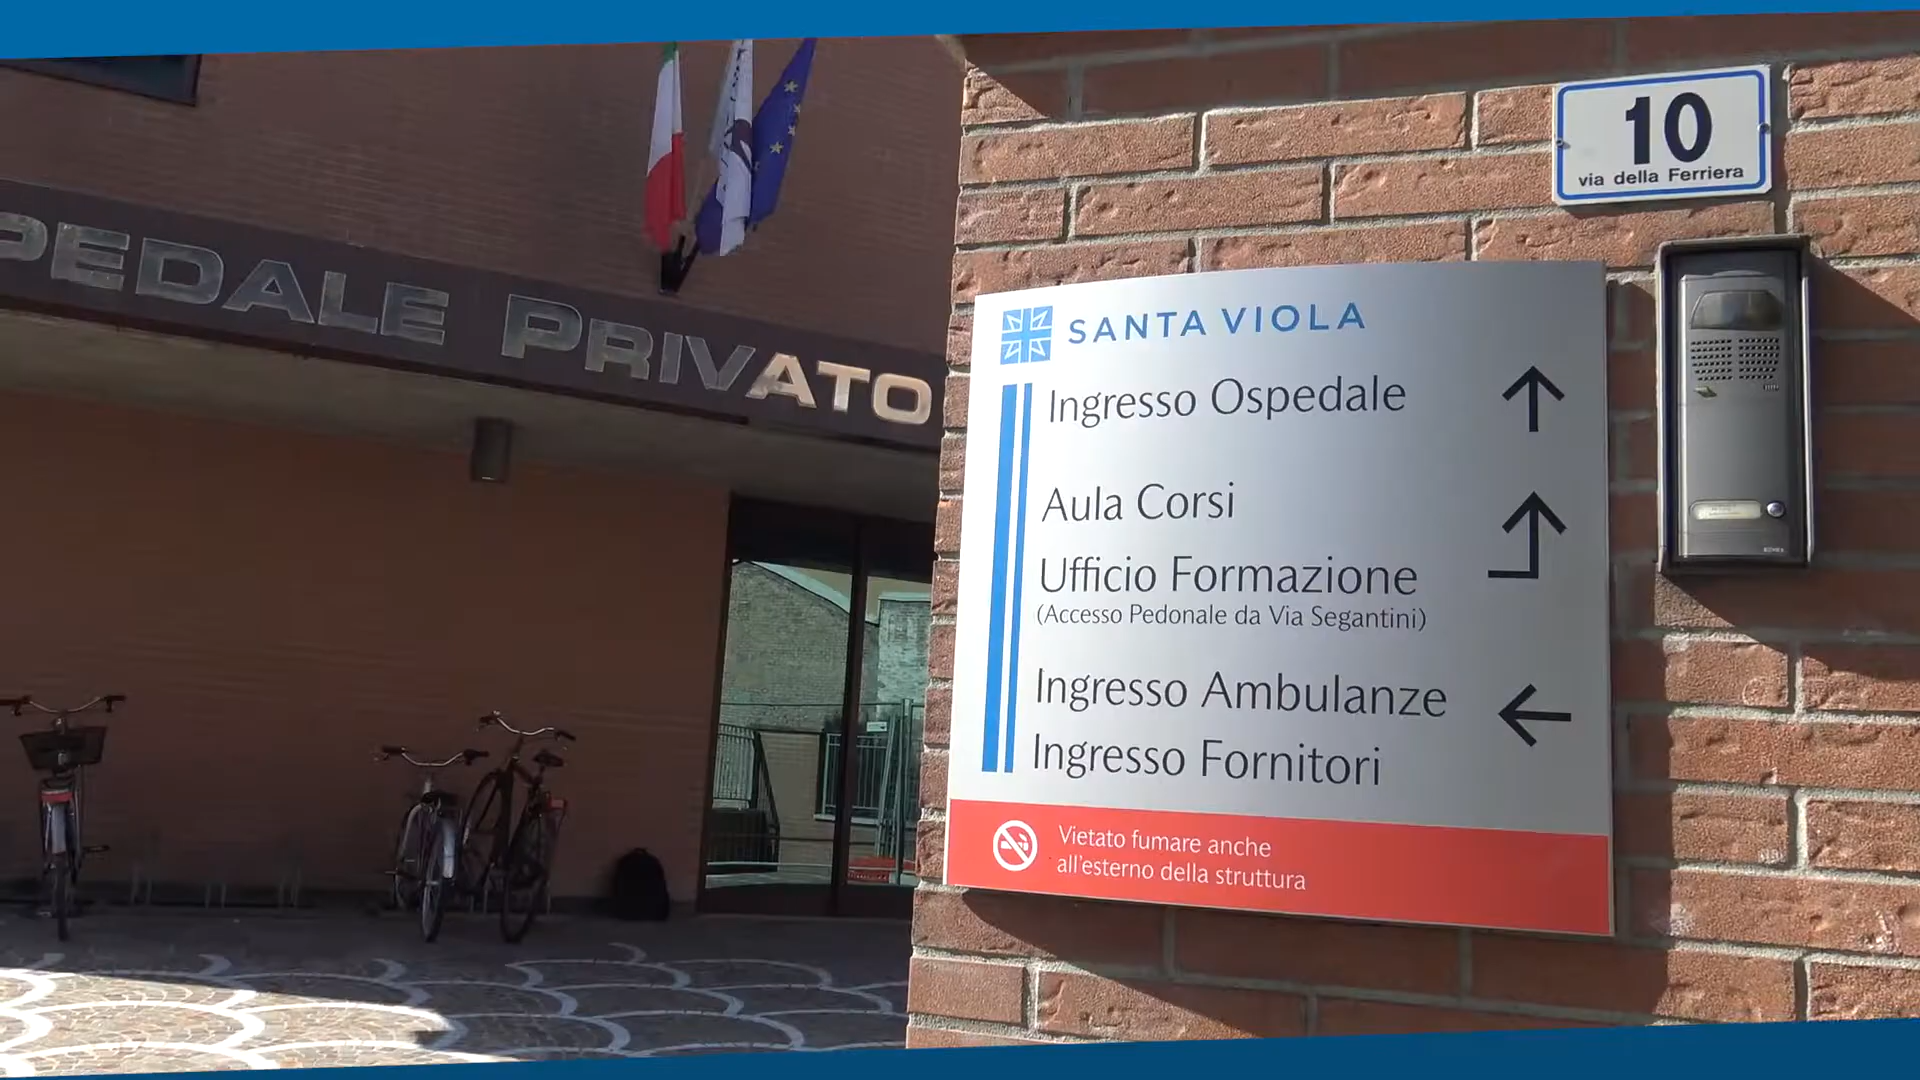 PEDALE PRIVATO
10
via della Ferriera
SANTA VIOLA
Ingresso Ospedale
Aula Corsi
Ufficio Formazione
(Accesso Pedonale da Via Segantini)
Ingresso Ambulanze
Ingresso Fornitori
Vietato fumare anche
all'esterno della struttura